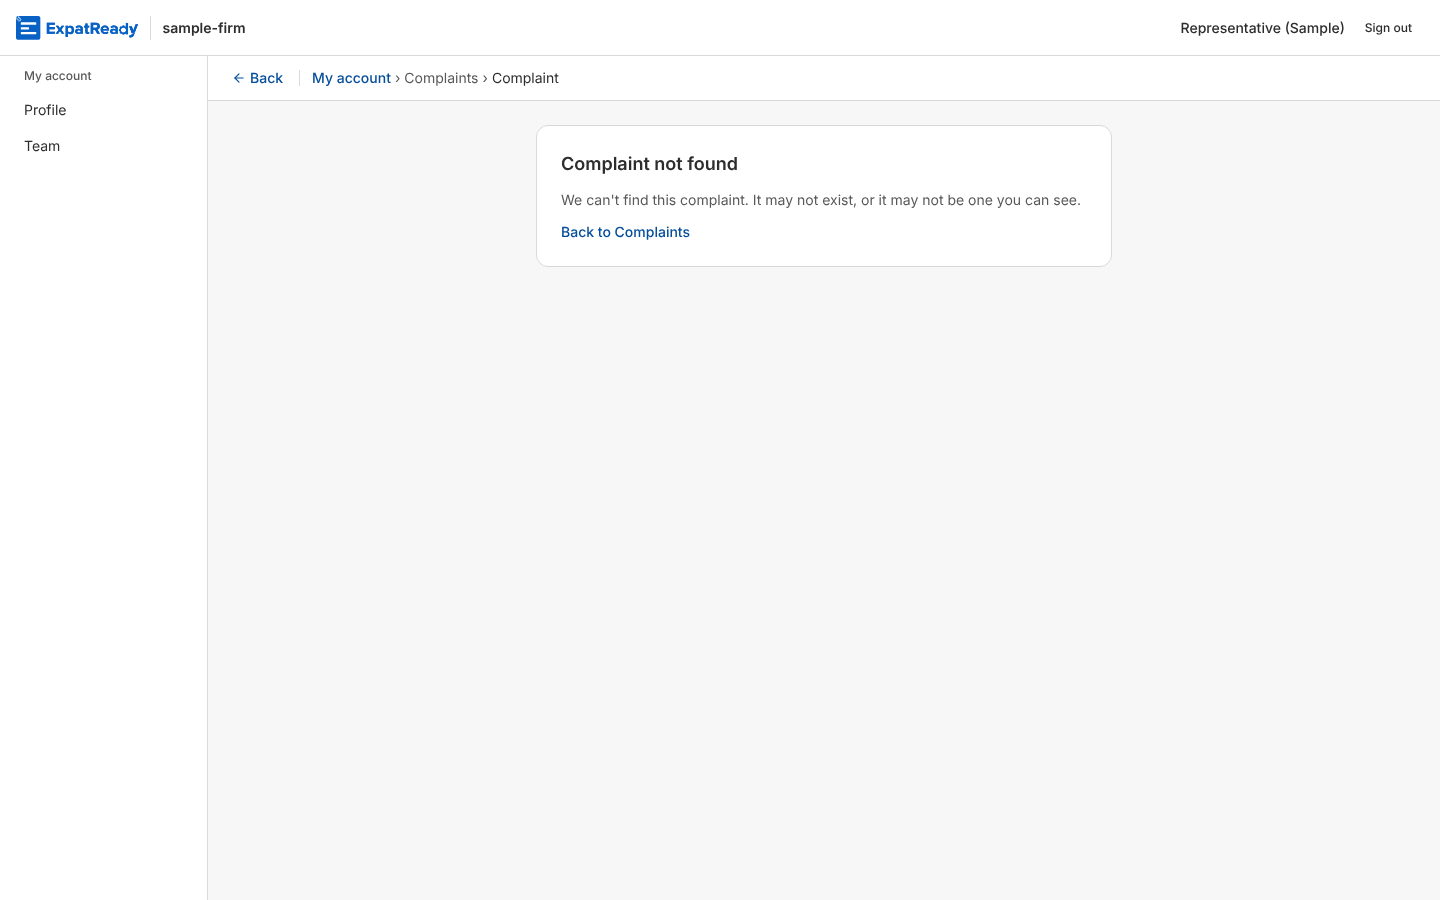 ExpatReady
sample-firm
Representative (Sample)
Sign out
My account
Profile
Team
← Back
My account › Complaints › Complaint
Complaint not found
We can't find this complaint. It may not exist, or it may not be one you can see.
Back to Complaints